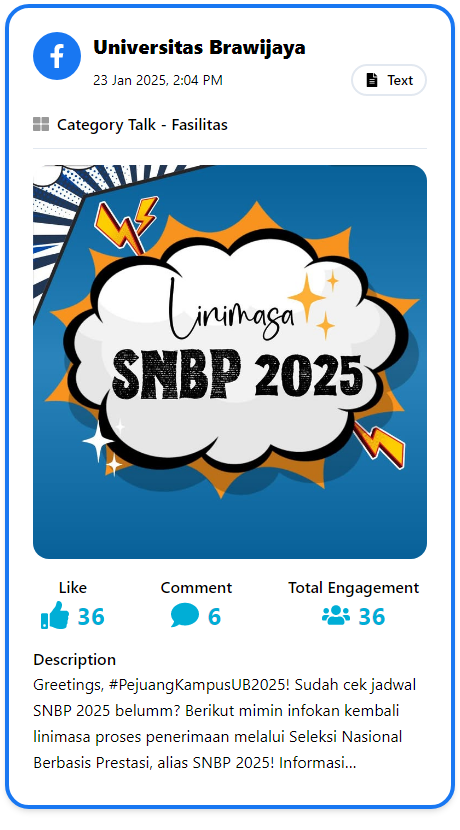 Universitas Brawijaya
23 Jan 2025, 2:04 PM
Text
Category Talk - Fasilitas
Linimasa
SNBP 2025
Like
Comment
Total Engagement
36
6
36
Description
Greetings, #PejuangKampusUB2025! Sudah cek jadwal
SNBP 2025 belumm? Berikut mimin infokan kembali
linimasa proses penerimaan melalui Seleksi Nasional
Berbasis Prestasi, alias SNBP 2025! Informasi...